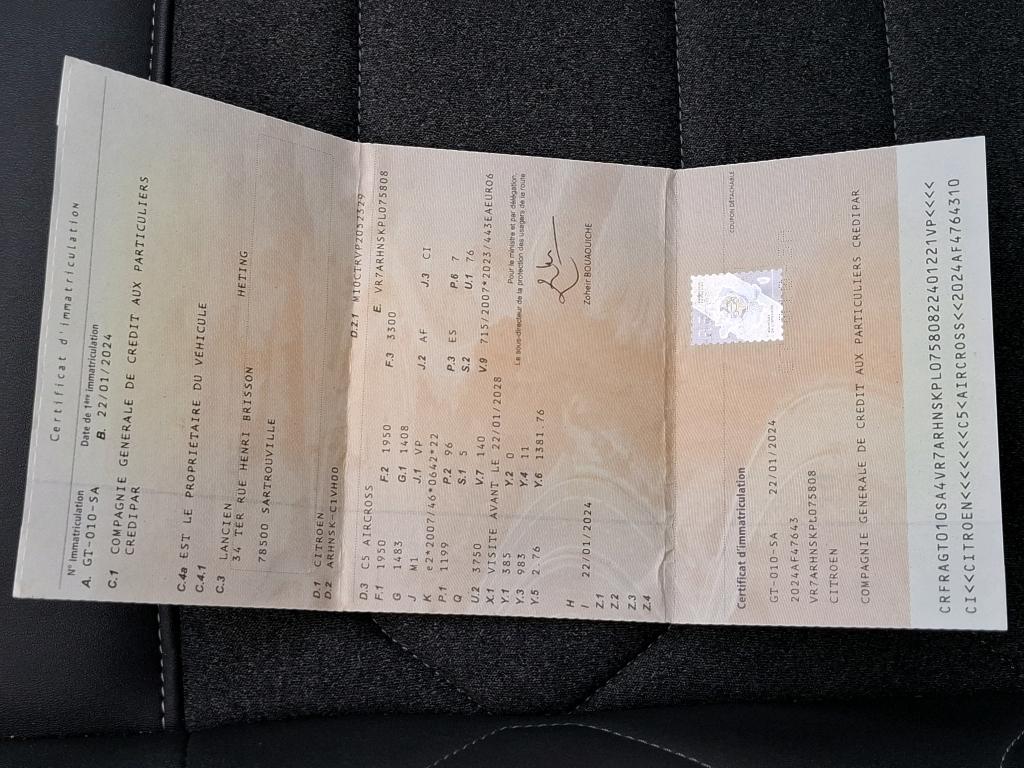 Certificat d'immatriculation
N° immatriculation Date de 1ère immatriculation
A. GT-010-SA B. 22/01/2024
C.1 COMPAGNIE GENERALE DE CREDIT AUX PARTICULIERS
CREDIPAR
C.4a EST LE PROPRIETAIRE DU VEHICULE
C.4.1
C.3 LANCIEN HETING
34 TER RUE HENRI BRISSON
78500 SARTROUVILLE
D.1 CITROEN D.2.1 M10CTRVP2052329
D.2 ARHNSK-C1VH00
D.3 C5 AIRCROSS E. VR7ARHNSKPL075808
F.1 1950 F.2 1950 F.3 3300
G 1483 G.1 1408
J M1 J.1 VP J.2 AF J.3 CI
K e2*2007/46*0642*22
P.1 1199 P.2 96 P.3 ES P.6 7
Q S.1 5 S.2 U.1 76
U.2 3750 V.7 140 V.9 715/2007*2023/443EAEURO6
X.1 VISITE AVANT LE 22/01/2028
Y.1 385 Y.2 0
Y.3 983 Y.4 11
Y.5 2.76 Y.6 1381.76
Pour le ministre et par délégation,
Le sous-directeur de la protection des usagers de la route
Zoheir BOUAOUICHE
H
I 22/01/2024
Z.1
Z.2
Z.3
Z.4
COUPON DÉTACHABLE
Certificat d'immatriculation
GT-010-SA 22/01/2024
2024AF47643
VR7ARHNSKPL075808
CITROEN
COMPAGNIE GENERALE DE CREDIT AUX PARTICULIERS CREDIPAR
CRFRAGT010SA4VR7ARHNSKPL0758082240122​1VP<<<<
CI<<CITROEN<<<<<<<C5<AIRCROSS<<2024AF4764310